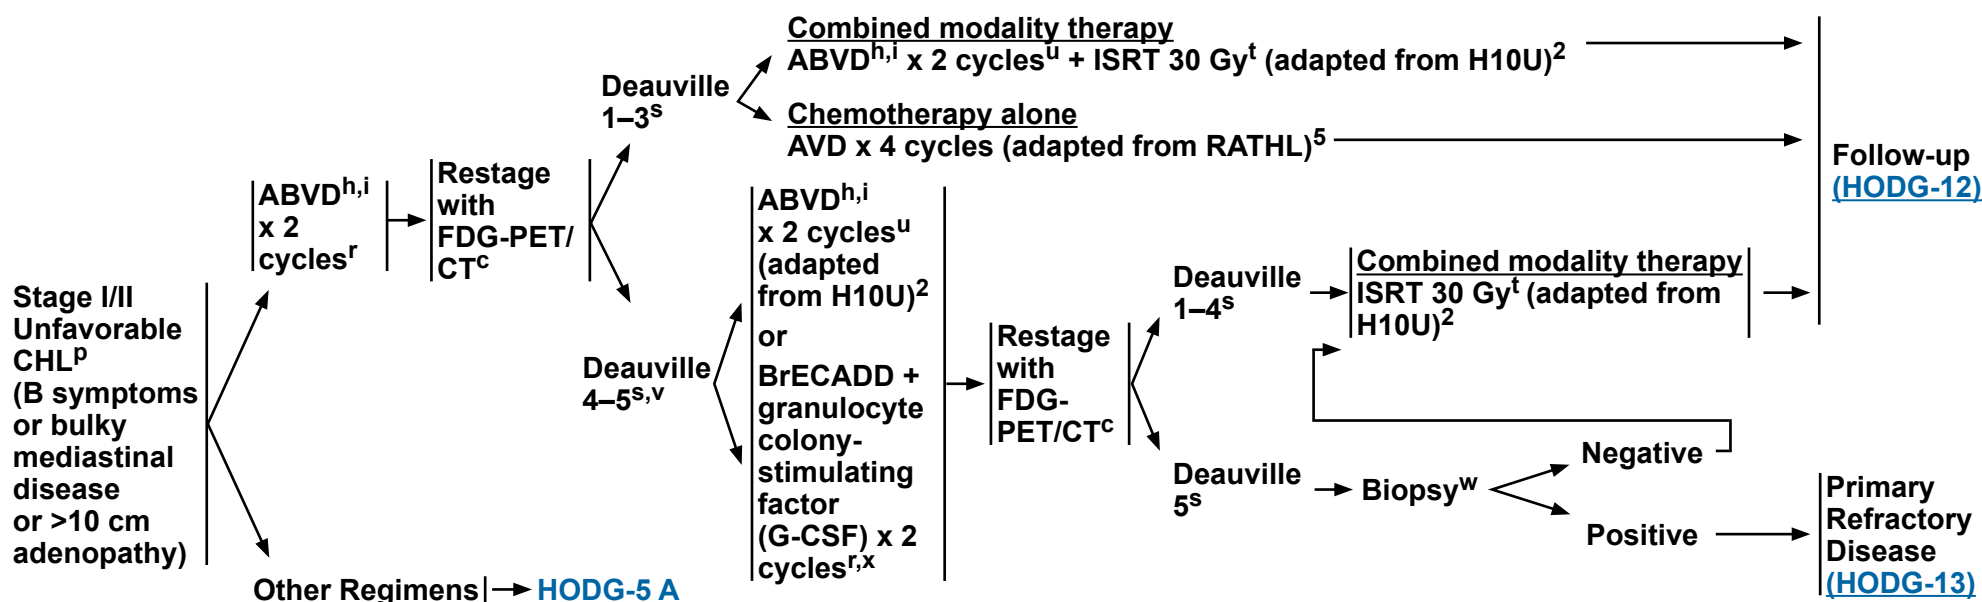 Stage I/II
Unfavorable
CHLp
(B symptoms
or bulky
mediastinal
disease
or >10 cm
adenopathy)
ABVDh,i
x 2
cyclesr
Other Regimens
HODG-5 A
Restage
with
FDG-PET/
CTc
Deauville
1–3s
Combined modality therapy
ABVDh,i x 2 cyclesu + ISRT 30 Gyt (adapted from H10U)2
Chemotherapy alone
AVD x 4 cycles (adapted from RATHL)5
Deauville
4–5s,v
ABVDh,i
x 2 cyclesu
(adapted
from H10U)2
or
BrECADD +
granulocyte
colony-
stimulating
factor
(G-CSF) x 2
cyclesr,x
Restage
with
FDG-
PET/CTc
Deauville
1–4s
Combined modality therapy
ISRT 30 Gyt (adapted from
H10U)2
Deauville
5s
Biopsyw
Negative
Positive
Follow-up
(HODG-12)
Primary
Refractory
Disease
(HODG-13)